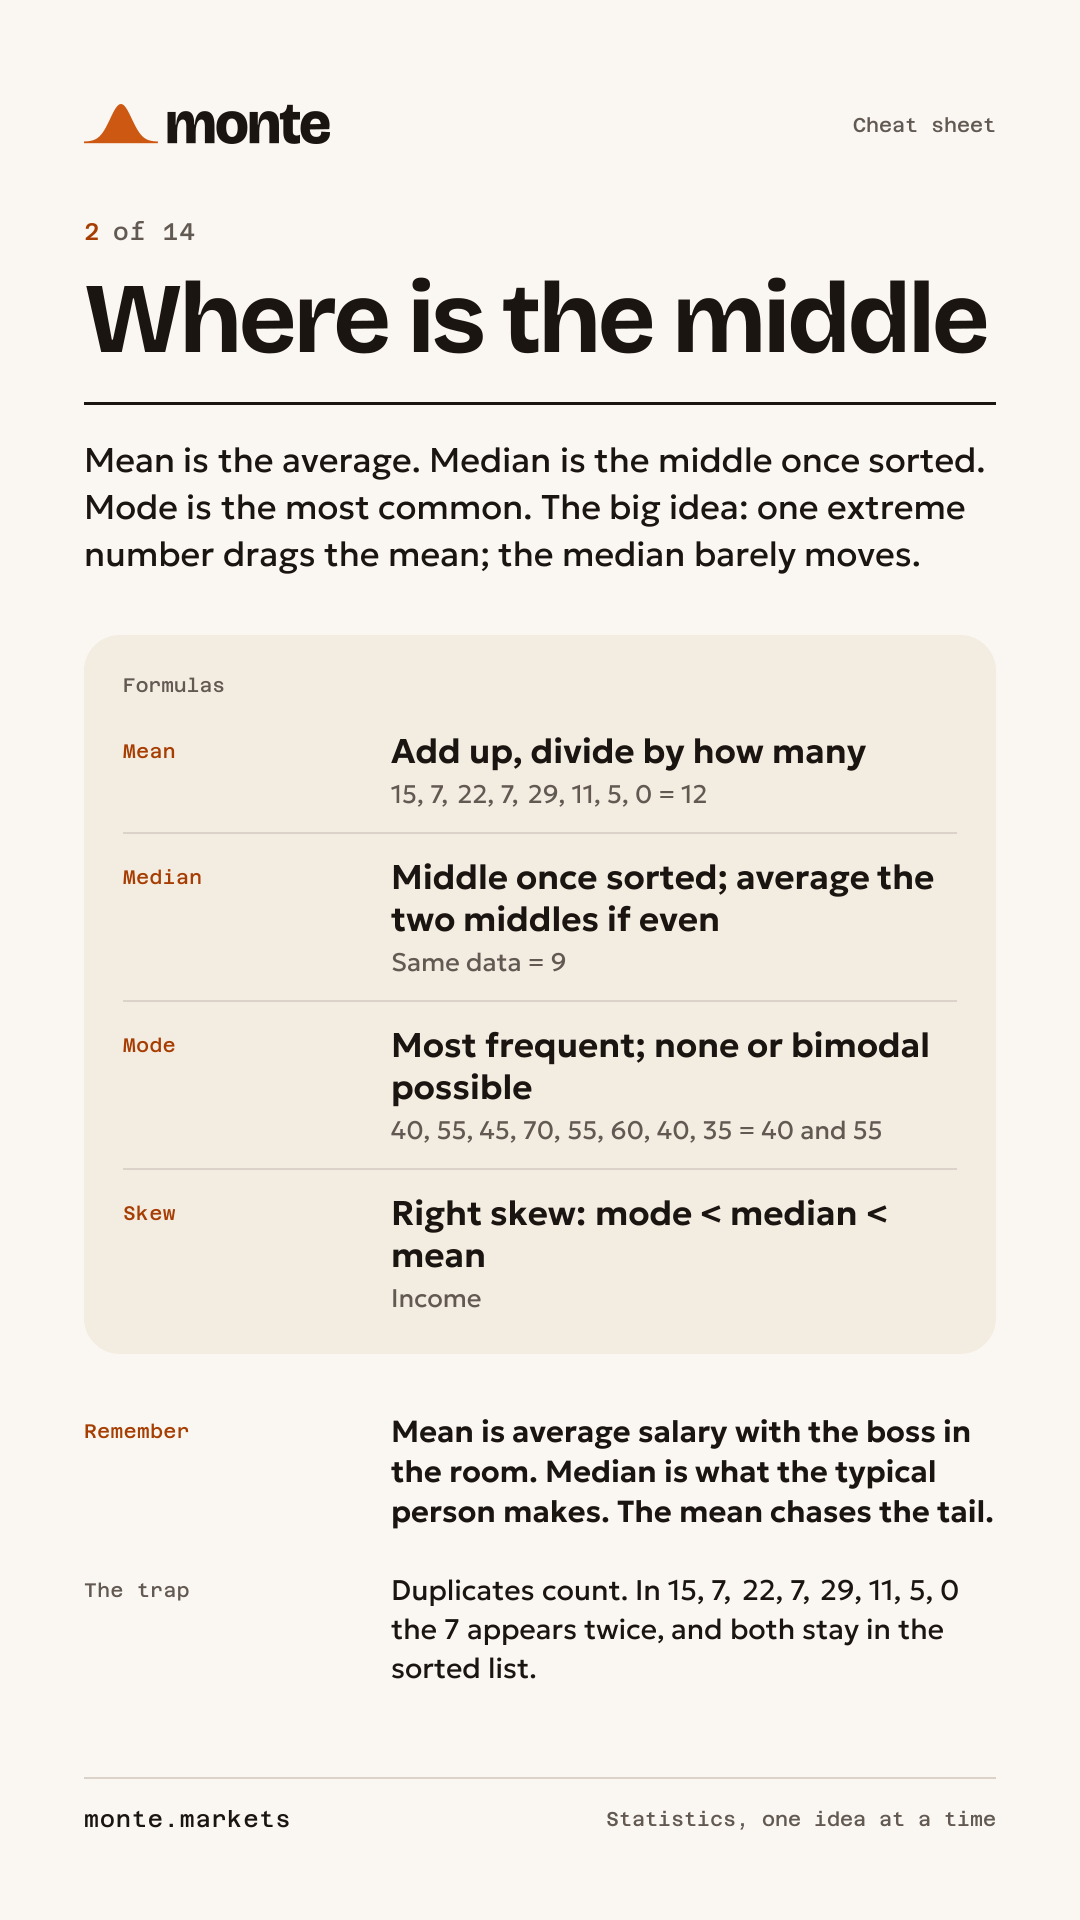 monte
Cheat sheet
2 of 14
Where is the middle
Mean is the average. Median is the middle once sorted.
Mode is the most common. The big idea: one extreme
number drags the mean; the median barely moves.
Formulas
Mean
Add up, divide by how many
15, 7, 22, 7, 29, 11, 5, 0 = 12
Median
Middle once sorted; average the
two middles if even
Same data = 9
Mode
Most frequent; none or bimodal
possible
40, 55, 45, 70, 55, 60, 40, 35 = 40 and 55
Skew
Right skew: mode < median <
mean
Income
Remember
Mean is average salary with the boss in
the room. Median is what the typical
person makes. The mean chases the tail.
The trap
Duplicates count. In 15, 7, 22, 7, 29, 11, 5, 0
the 7 appears twice, and both stay in the
sorted list.
monte.markets
Statistics, one idea at a time